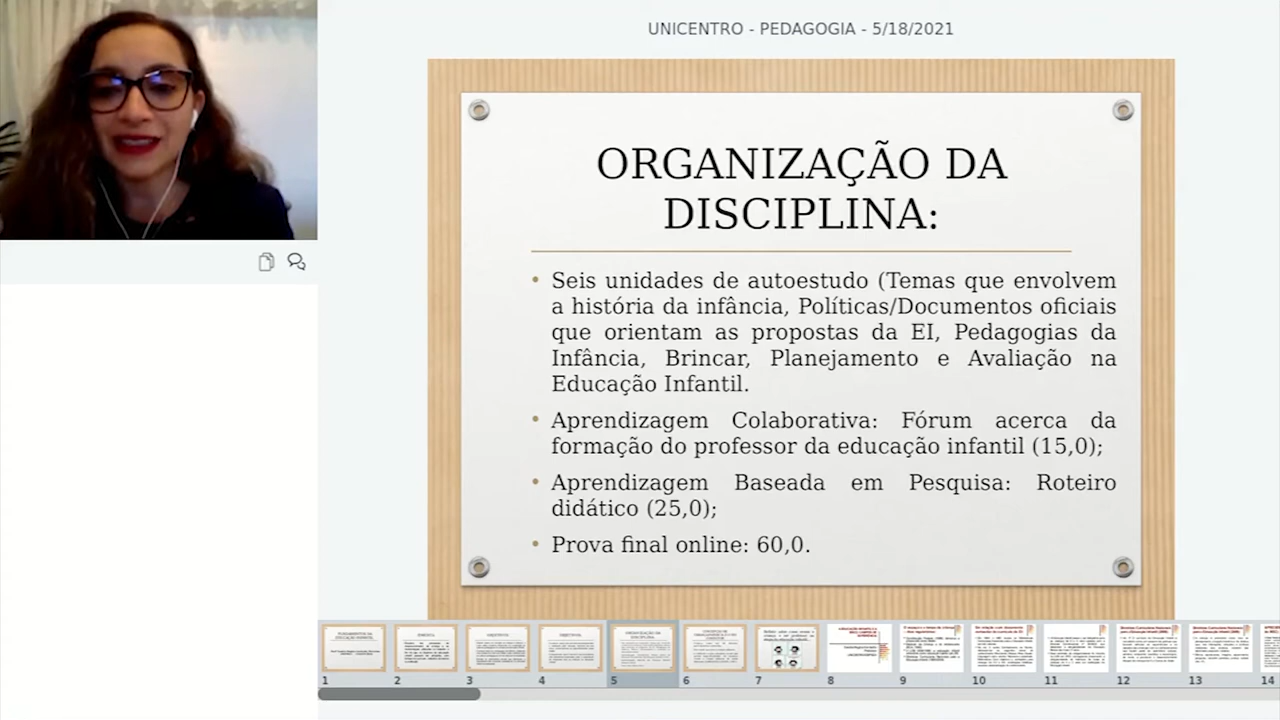 UNICENTRO - PEDAGOGIA - 5/18/2021
ORGANIZAÇÃO DA
DISCIPLINA:
• Seis unidades de autoestudo (Temas que envolvem
a história da infância, Políticas/Documentos oficiais
que orientam as propostas da EI, Pedagogias da
Infância, Brincar, Planejamento e Avaliação na
Educação Infantil.
• Aprendizagem Colaborativa: Fórum acerca da
formação do professor da educação infantil (15,0);
• Aprendizagem Baseada em Pesquisa: Roteiro
didático (25,0);
• Prova final online: 60,0.
1 2 3 4 5 6 7 8 9 10 11 12 13 14